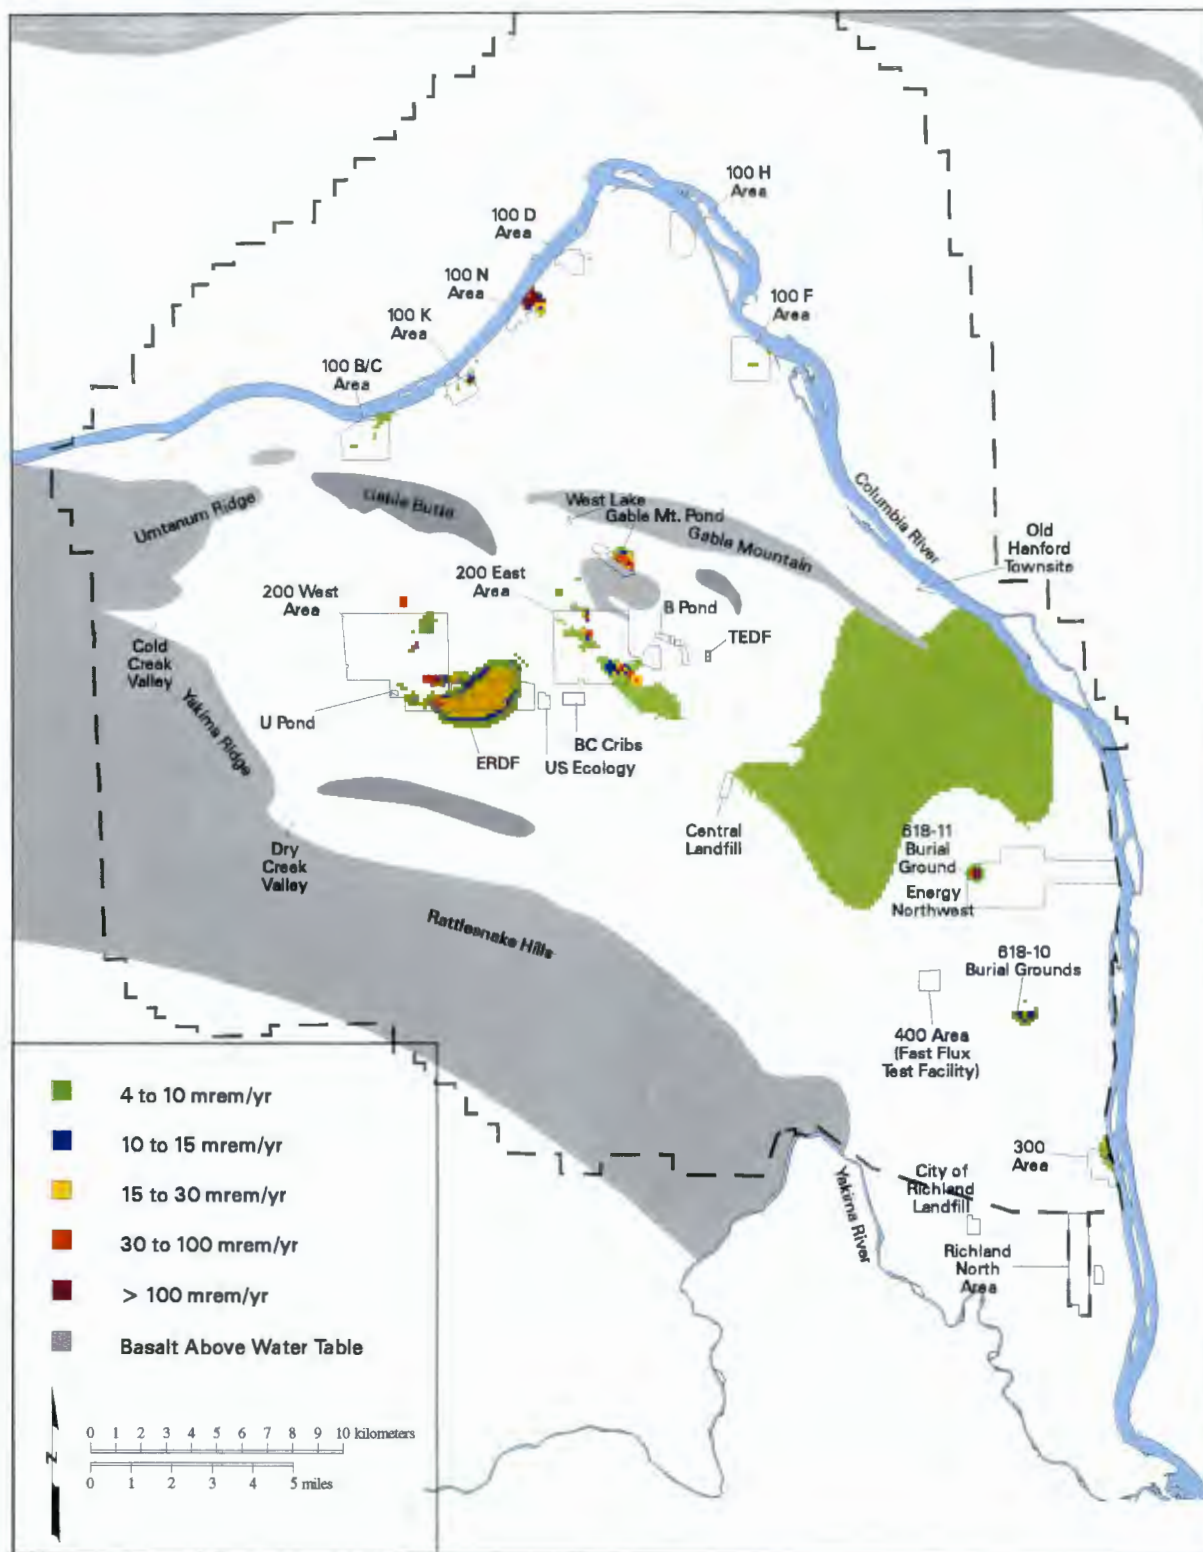 100 H
Area
100 D
Area
100 N
Area
100 F
Area
100 K
Area
100 B/C
Area
Columbia River
Umtanum Ridge
Gable Butte
West Lake
Gable Mt. Pond
Gable Mountain
Old
Hanford
Townsite
200 East
Area
200 West
Area
B Pond
TEDF
Cold
Creek
Valley
Yakima Ridge
U Pond
ERDF
BC Cribs
US Ecology
Central
Landfill
618-11
Burial
Ground
Energy
Northwest
Dry
Creek
Valley
Rattlesnake Hills
618-10
Burial Grounds
400 Area
(Fast Flux
Test Facility)
300
Area
City of
Richland
Landfill
Yakima River
Richland
North
Area
4 to 10 mrem/yr
10 to 15 mrem/yr
15 to 30 mrem/yr
30 to 100 mrem/yr
> 100 mrem/yr
Basalt Above Water Table
N
0 1 2 3 4 5 6 7 8 9 10 kilometers
0 1 2 3 4 5 miles